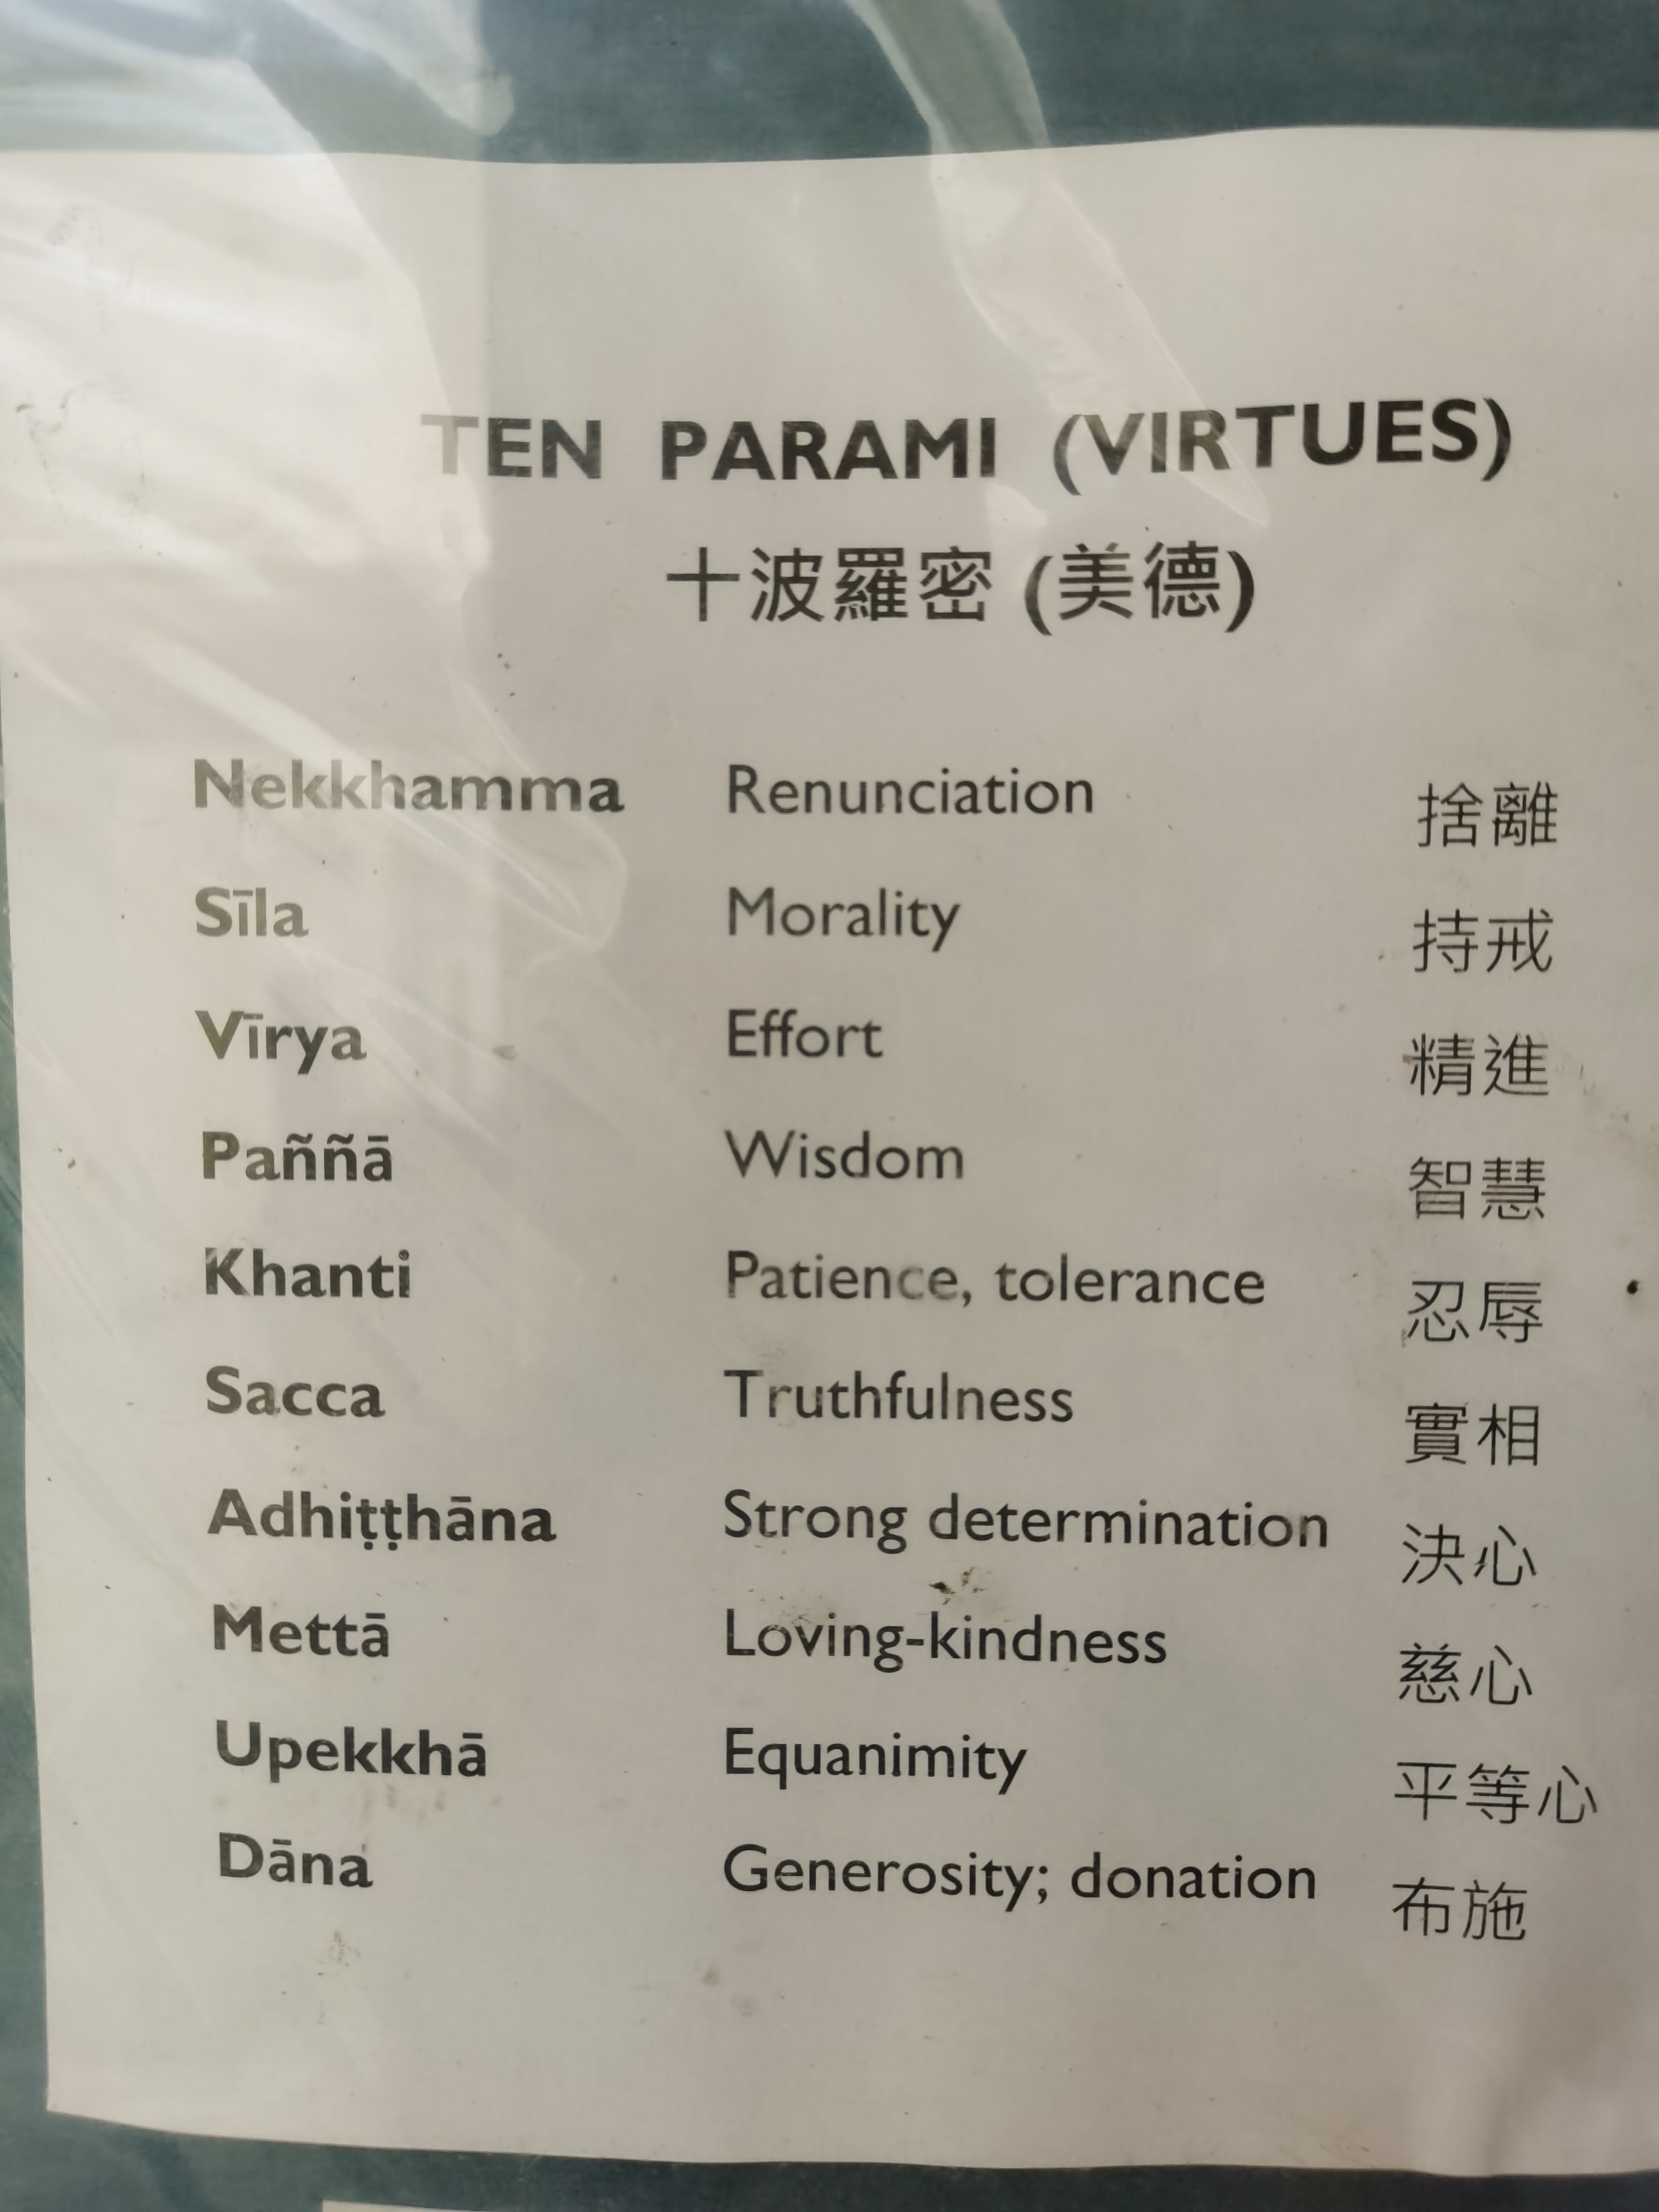 TEN PARAMI (VIRTUES)
十波羅密 (美德)
Nekkhamma Renunciation 捨離
Sīla Morality 持戒
Vīrya Effort 精進
Paññā Wisdom 智慧
Khanti Patience, tolerance 忍辱
Sacca Truthfulness 實相
Adhiṭṭhāna Strong determination 決心
Mettā Loving-kindness 慈心
Upekkhā Equanimity 平等心
Dāna Generosity; donation 布施